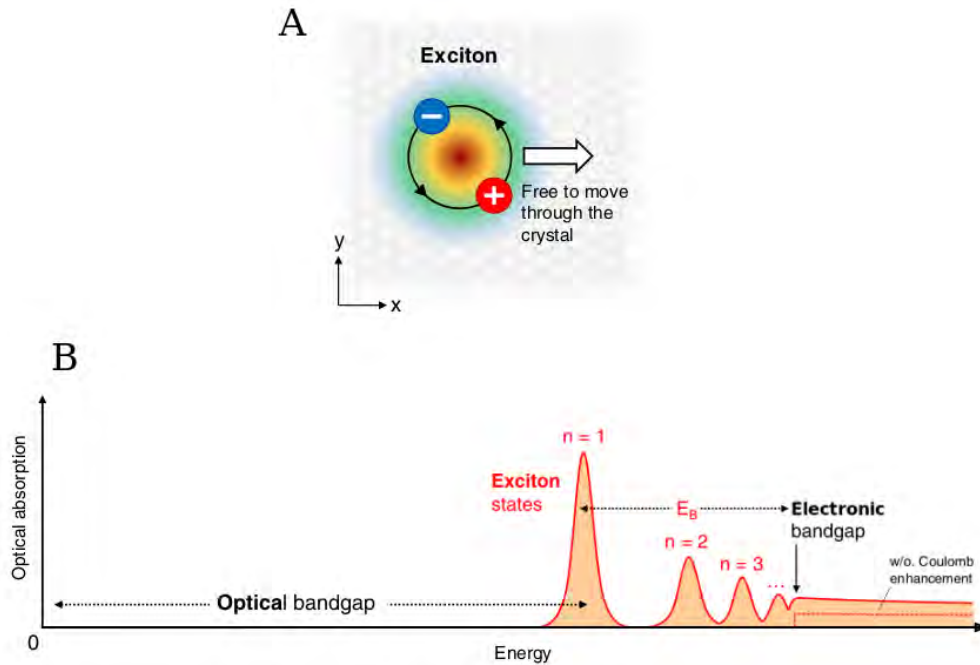 A
Exciton
−
+
Free to move
through the
crystal
y
x
B
Optical absorption
n = 1
Exciton
states
E_B
Electronic
bandgap
n = 2
n = 3
...
w/o. Coulomb
enhancement
Optical bandgap
0
Energy